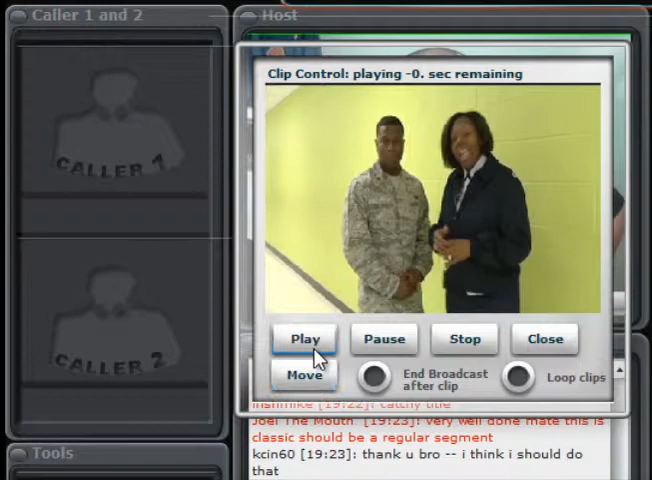 Caller 1 and 2
Host
CALLER 1
CALLER 2
Tools
Clip Control: playing -0. sec remaining
Play
Pause
Stop
Close
Move
End Broadcast
after clip
Loop clips
[19:22]: catchy title
Joel The Mouth [19:23]: very well done mate this is
classic should be a regular segment
kcin60 [19:23]: thank u bro -- i think i should do
that